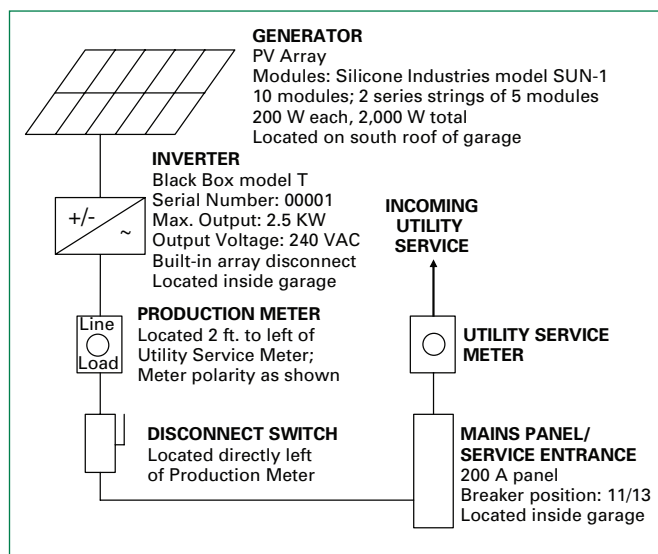 GENERATOR
PV Array
Modules: Silicone Industries model SUN-1
10 modules; 2 series strings of 5 modules
200 W each, 2,000 W total
Located on south roof of garage
INVERTER
Black Box model T
Serial Number: 00001
Max. Output: 2.5 KW
Output Voltage: 240 VAC
Built-in array disconnect
Located inside garage
+/-
~
INCOMING
UTILITY
SERVICE
PRODUCTION METER
Located 2 ft. to left of
Utility Service Meter;
Meter polarity as shown
Line
Load
UTILITY SERVICE
METER
DISCONNECT SWITCH
Located directly left
of Production Meter
MAINS PANEL/
SERVICE ENTRANCE
200 A panel
Breaker position: 11/13
Located inside garage